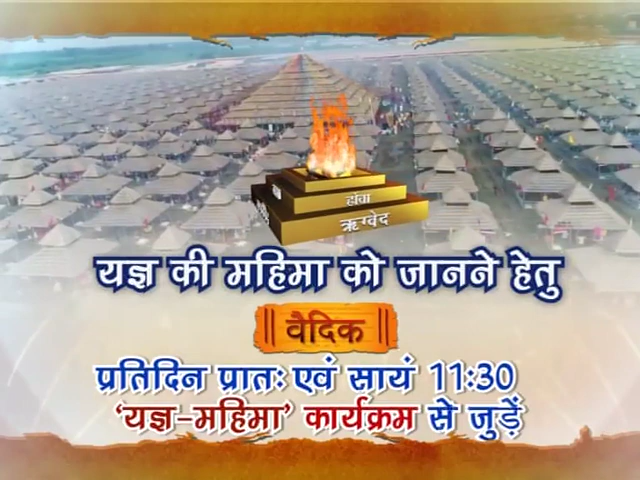 होता
ऋग्वेद
यज्ञ की महिमा को जानने हेतु
॥ वैदिक ॥
प्रतिदिन प्रातः एवं सायं 11:30
‘यज्ञ-महिमा’ कार्यक्रम से जुड़ें